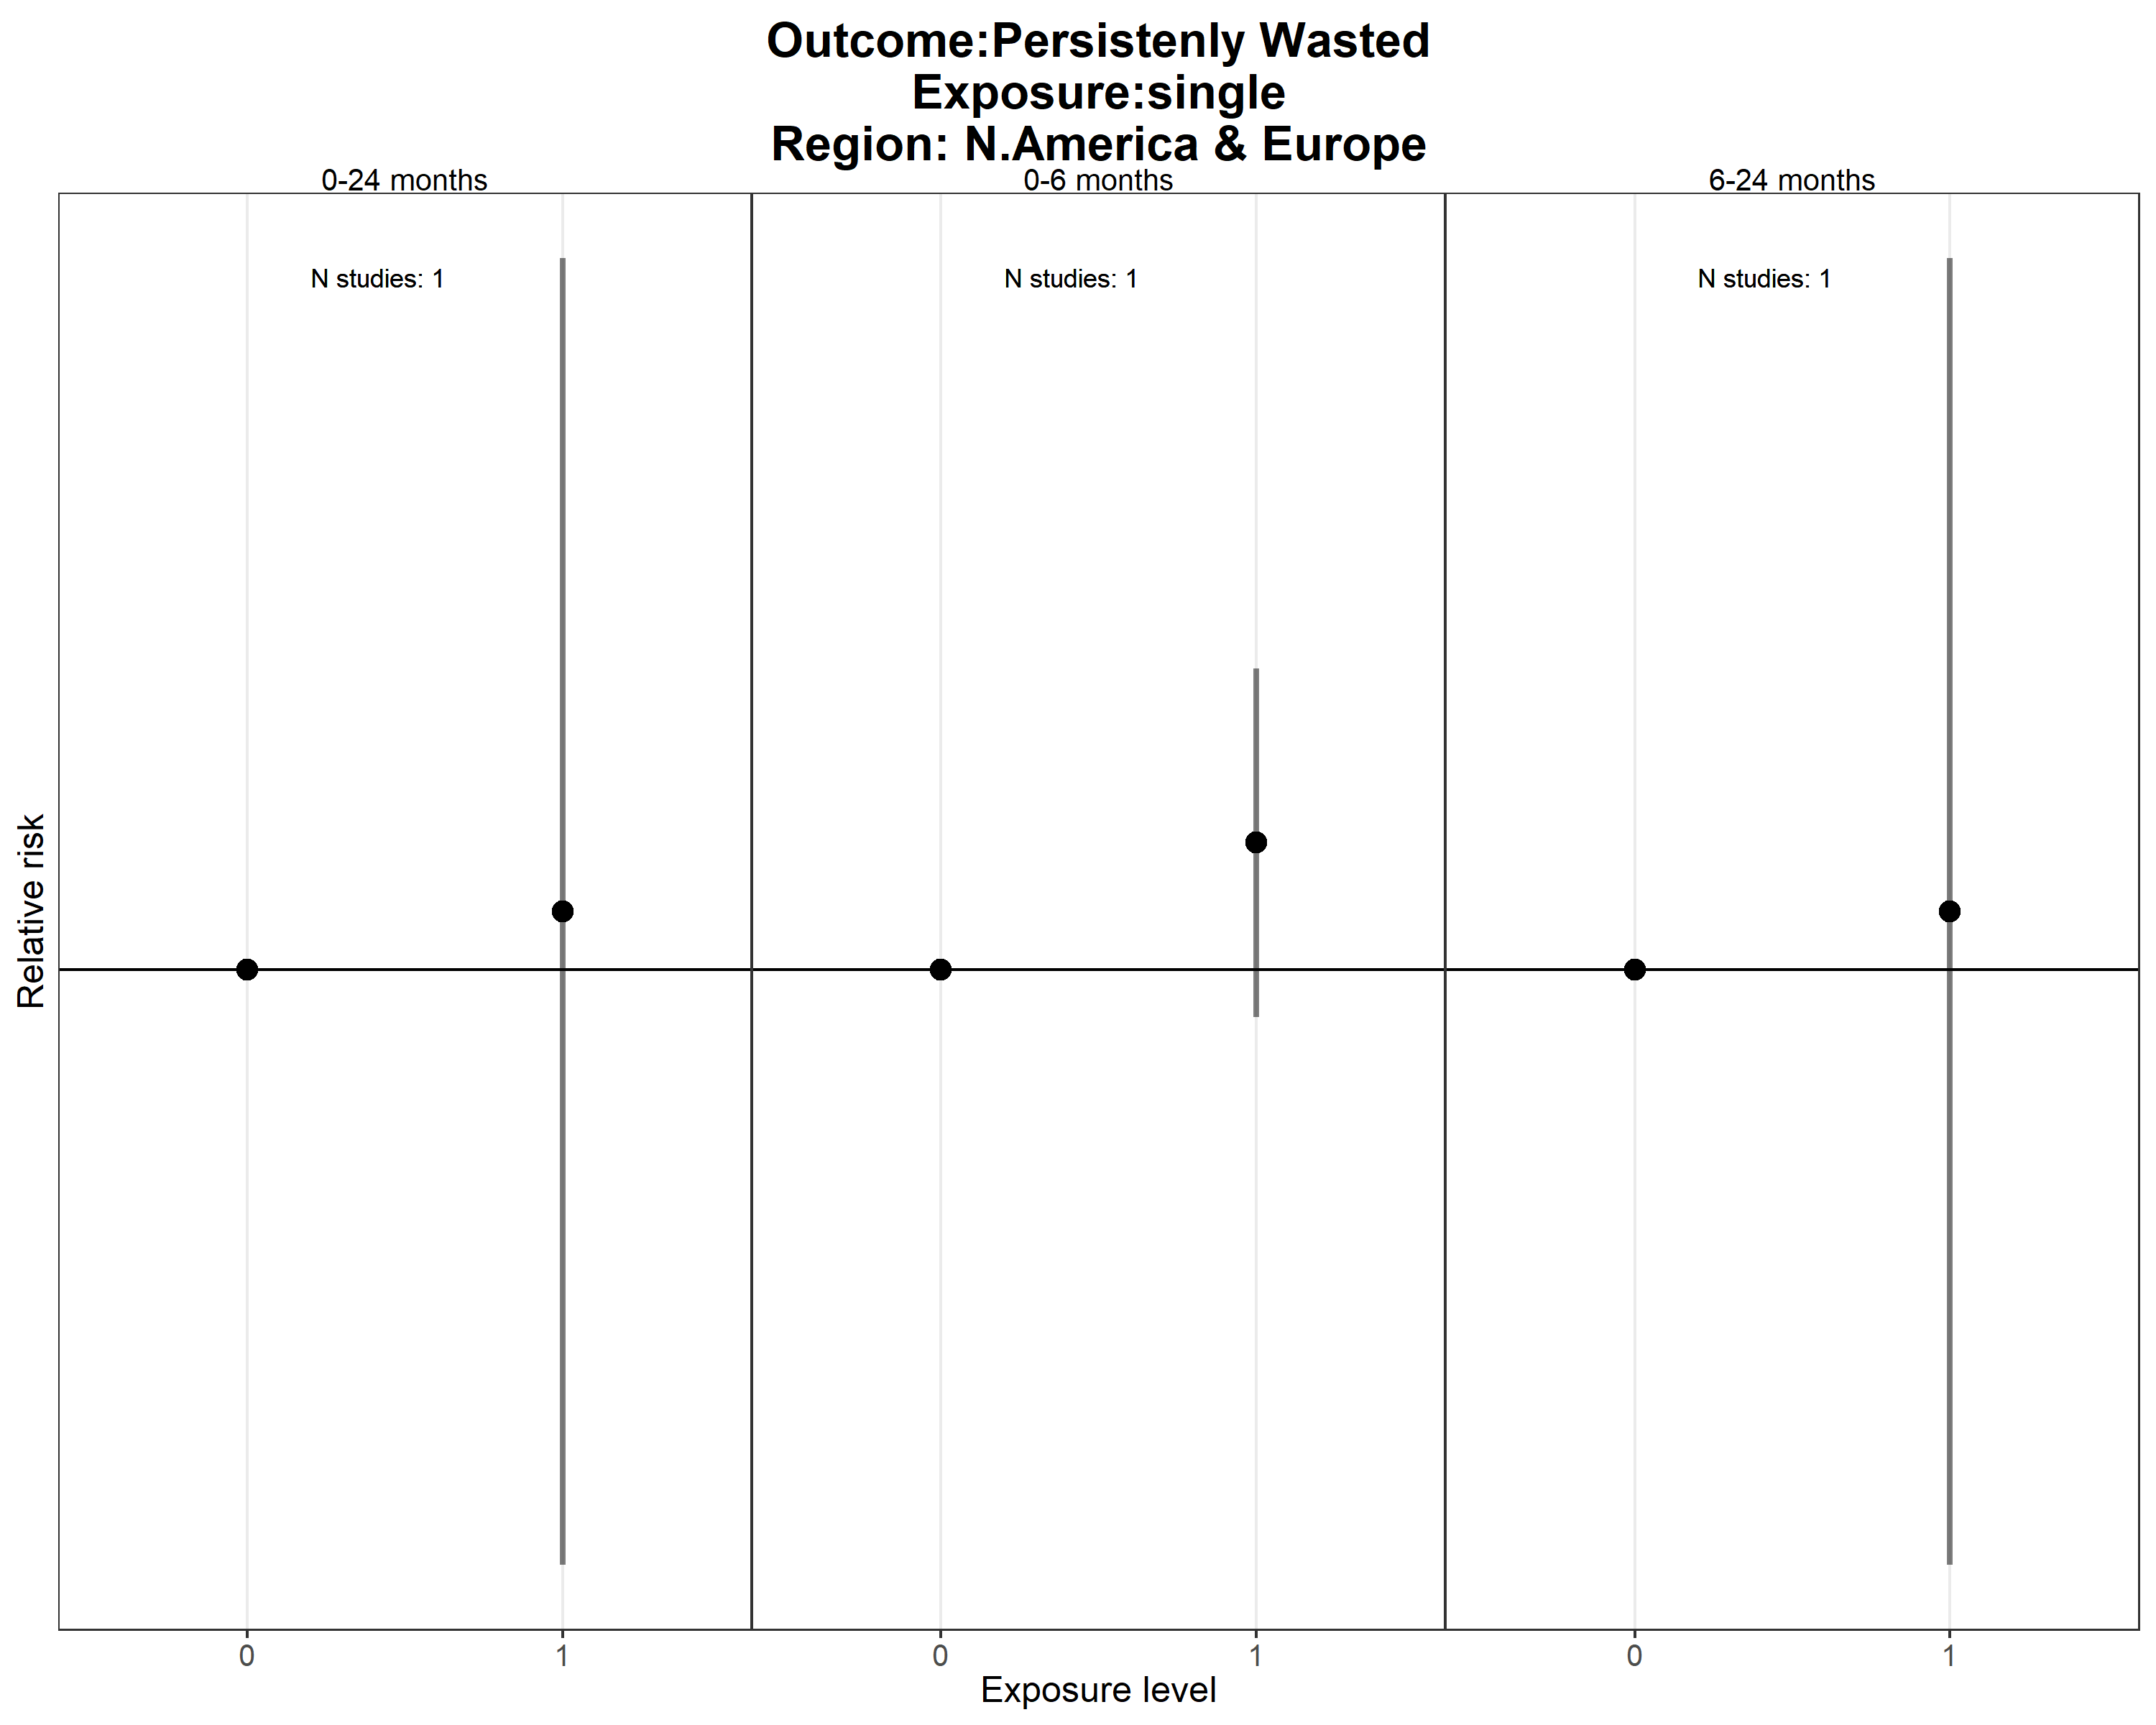 Outcome:Persistenly Wasted
Exposure:single
Region: N.America & Europe
0-24 months
0-6 months
6-24 months
N studies: 1
N studies: 1
N studies: 1
Relative risk
0
1
0
1
0
1
Exposure level